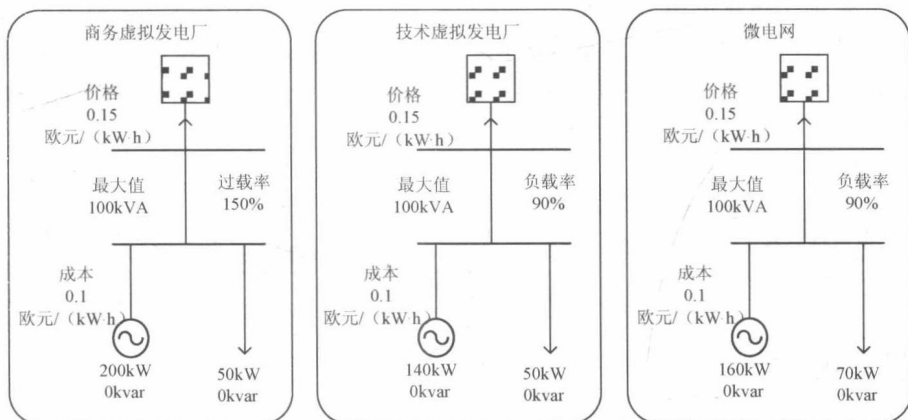 商务虚拟发电厂
价格
0.15
欧元/（kW·h）
最大值
100kVA
过载率
150%
成本
0.1
欧元/（kW·h）
200kW
0kvar
50kW
0kvar
技术虚拟发电厂
价格
0.15
欧元/（kW·h）
最大值
100kVA
负载率
90%
成本
0.1
欧元/（kW·h）
140kW
0kvar
50kW
0kvar
微电网
价格
0.15
欧元/（kW·h）
最大值
100kVA
负载率
90%
成本
0.1
欧元/（kW·h）
160kW
0kvar
70kW
0kvar